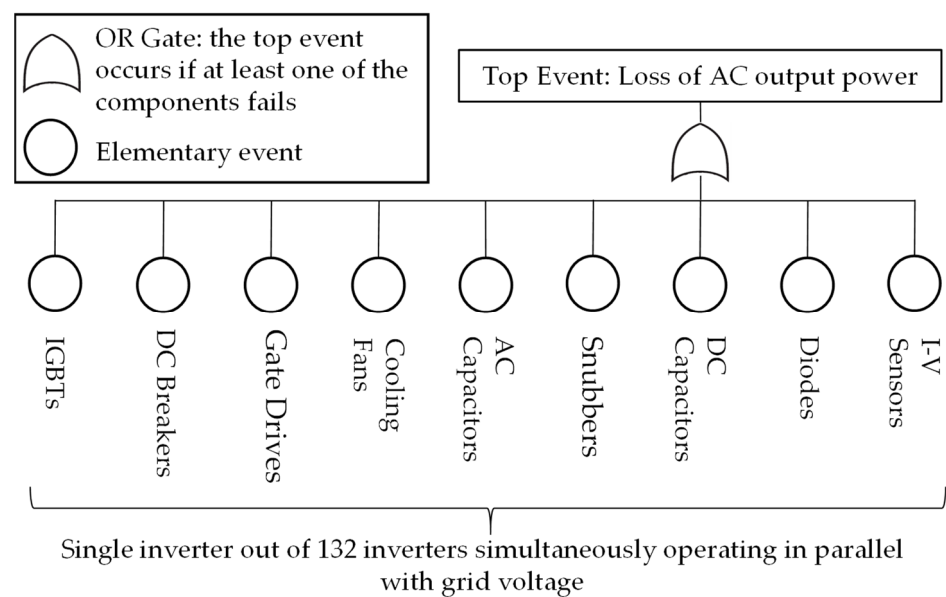 OR Gate: the top event
occurs if at least one of the
components fails
Elementary event
Top Event: Loss of AC output power
IGBTs
DC Breakers
Gate Drives
Cooling
Fans
AC
Capacitors
Snubbers
DC
Capacitors
Diodes
I-V
Sensors
Single inverter out of 132 inverters simultaneously operating in parallel
with grid voltage